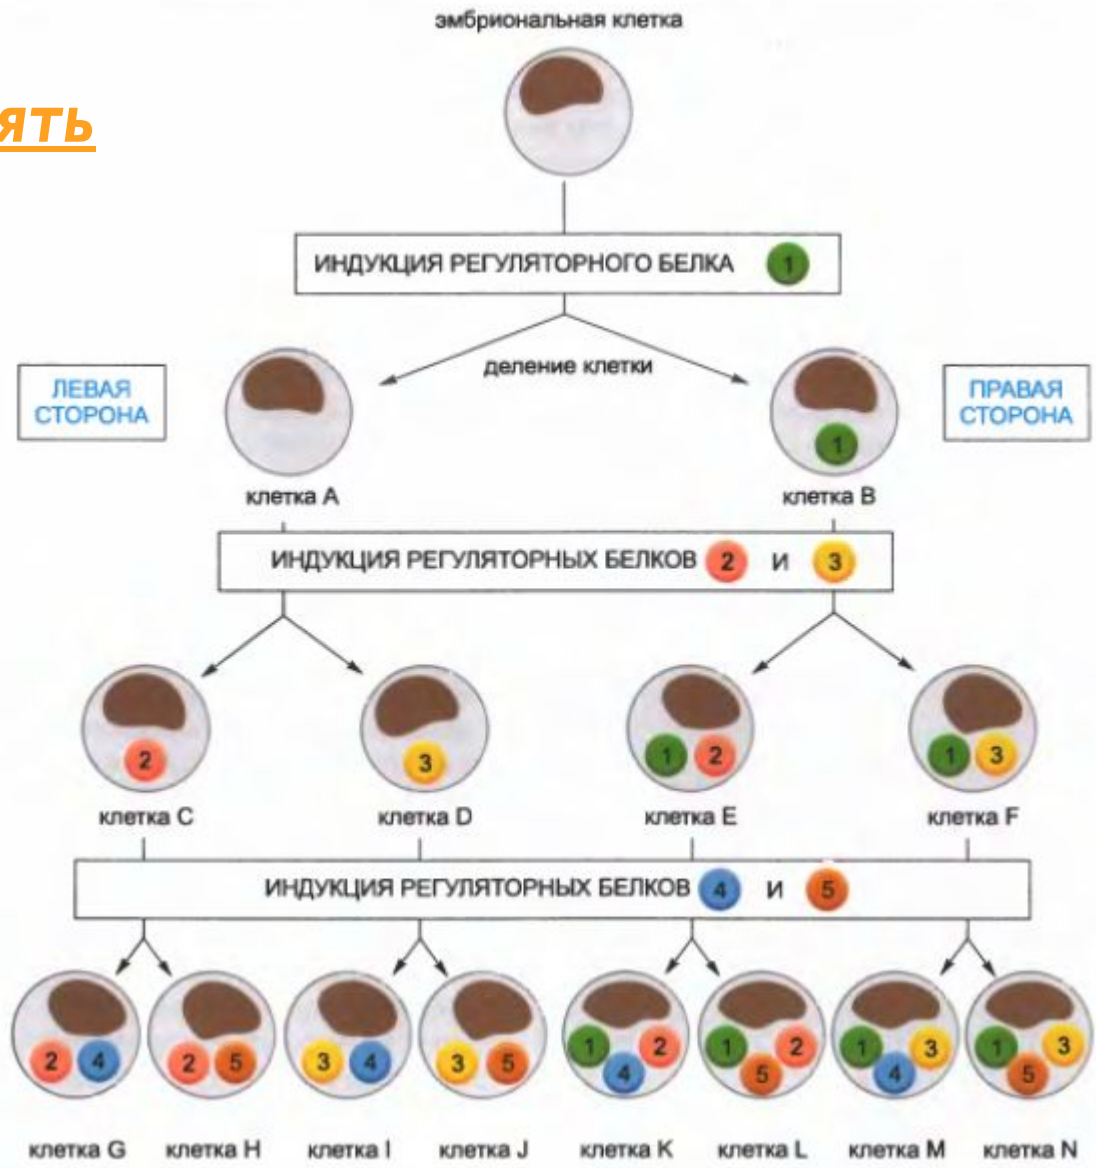 эмбриональная клетка
ять
ИНДУКЦИЯ РЕГУЛЯТОРНОГО БЕЛКА 1
деление клетки
ЛЕВАЯ
СТОРОНА
ПРАВАЯ
СТОРОНА
1
клетка A
клетка B
ИНДУКЦИЯ РЕГУЛЯТОРНЫХ БЕЛКОВ 2 И 3
2
3
1 2
1 3
клетка C
клетка D
клетка E
клетка F
ИНДУКЦИЯ РЕГУЛЯТОРНЫХ БЕЛКОВ 4 И 5
2 4
2 5
3 4
3 5
1 4 2
1 5 2
1 4 3
1 5 3
клетка G
клетка H
клетка I
клетка J
клетка K
клетка L
клетка M
клетка N